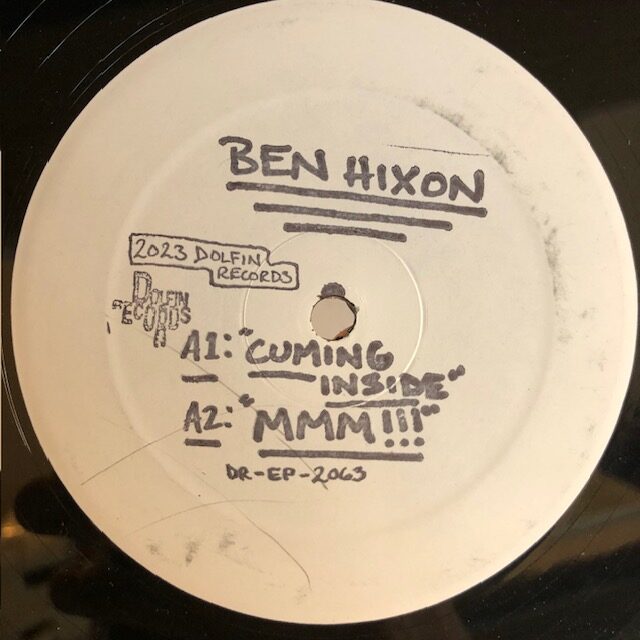 BEN HIXON
2023 DOLFIN
RECORDS
DOLFIN
RECORDS
A1: "CUMING
INSIDE"
A2: "MMM!!!"
DR-EP-2063